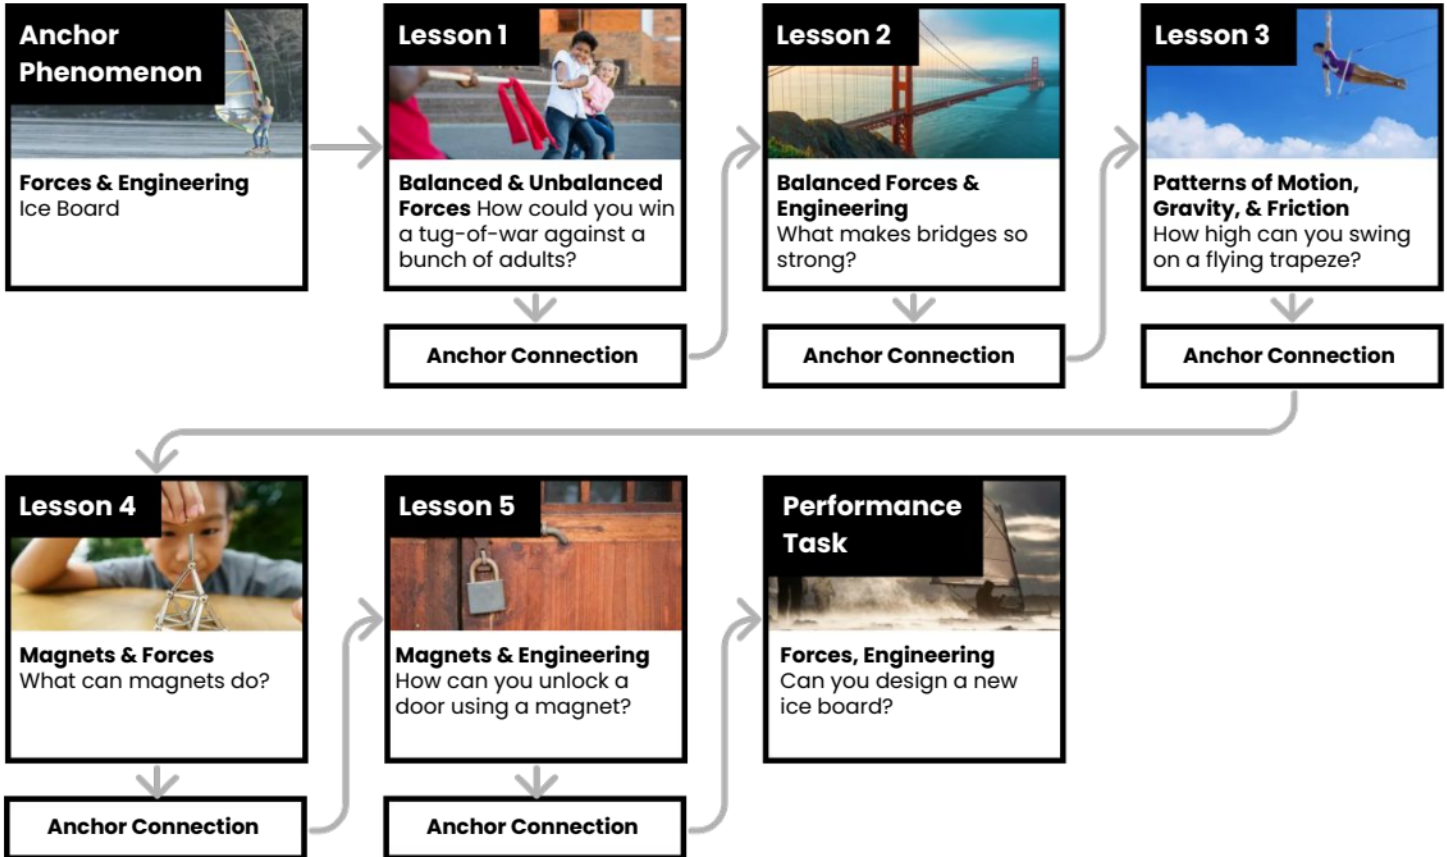 Anchor
Phenomenon
Forces & Engineering
Ice Board
Lesson 1
Balanced & Unbalanced
Forces How could you win
a tug-of-war against a
bunch of adults?
Anchor Connection
Lesson 2
Balanced Forces &
Engineering
What makes bridges so
strong?
Anchor Connection
Lesson 3
Patterns of Motion,
Gravity, & Friction
How high can you swing
on a flying trapeze?
Anchor Connection
Lesson 4
Magnets & Forces
What can magnets do?
Anchor Connection
Lesson 5
Magnets & Engineering
How can you unlock a
door using a magnet?
Anchor Connection
Performance
Task
Forces, Engineering
Can you design a new
ice board?